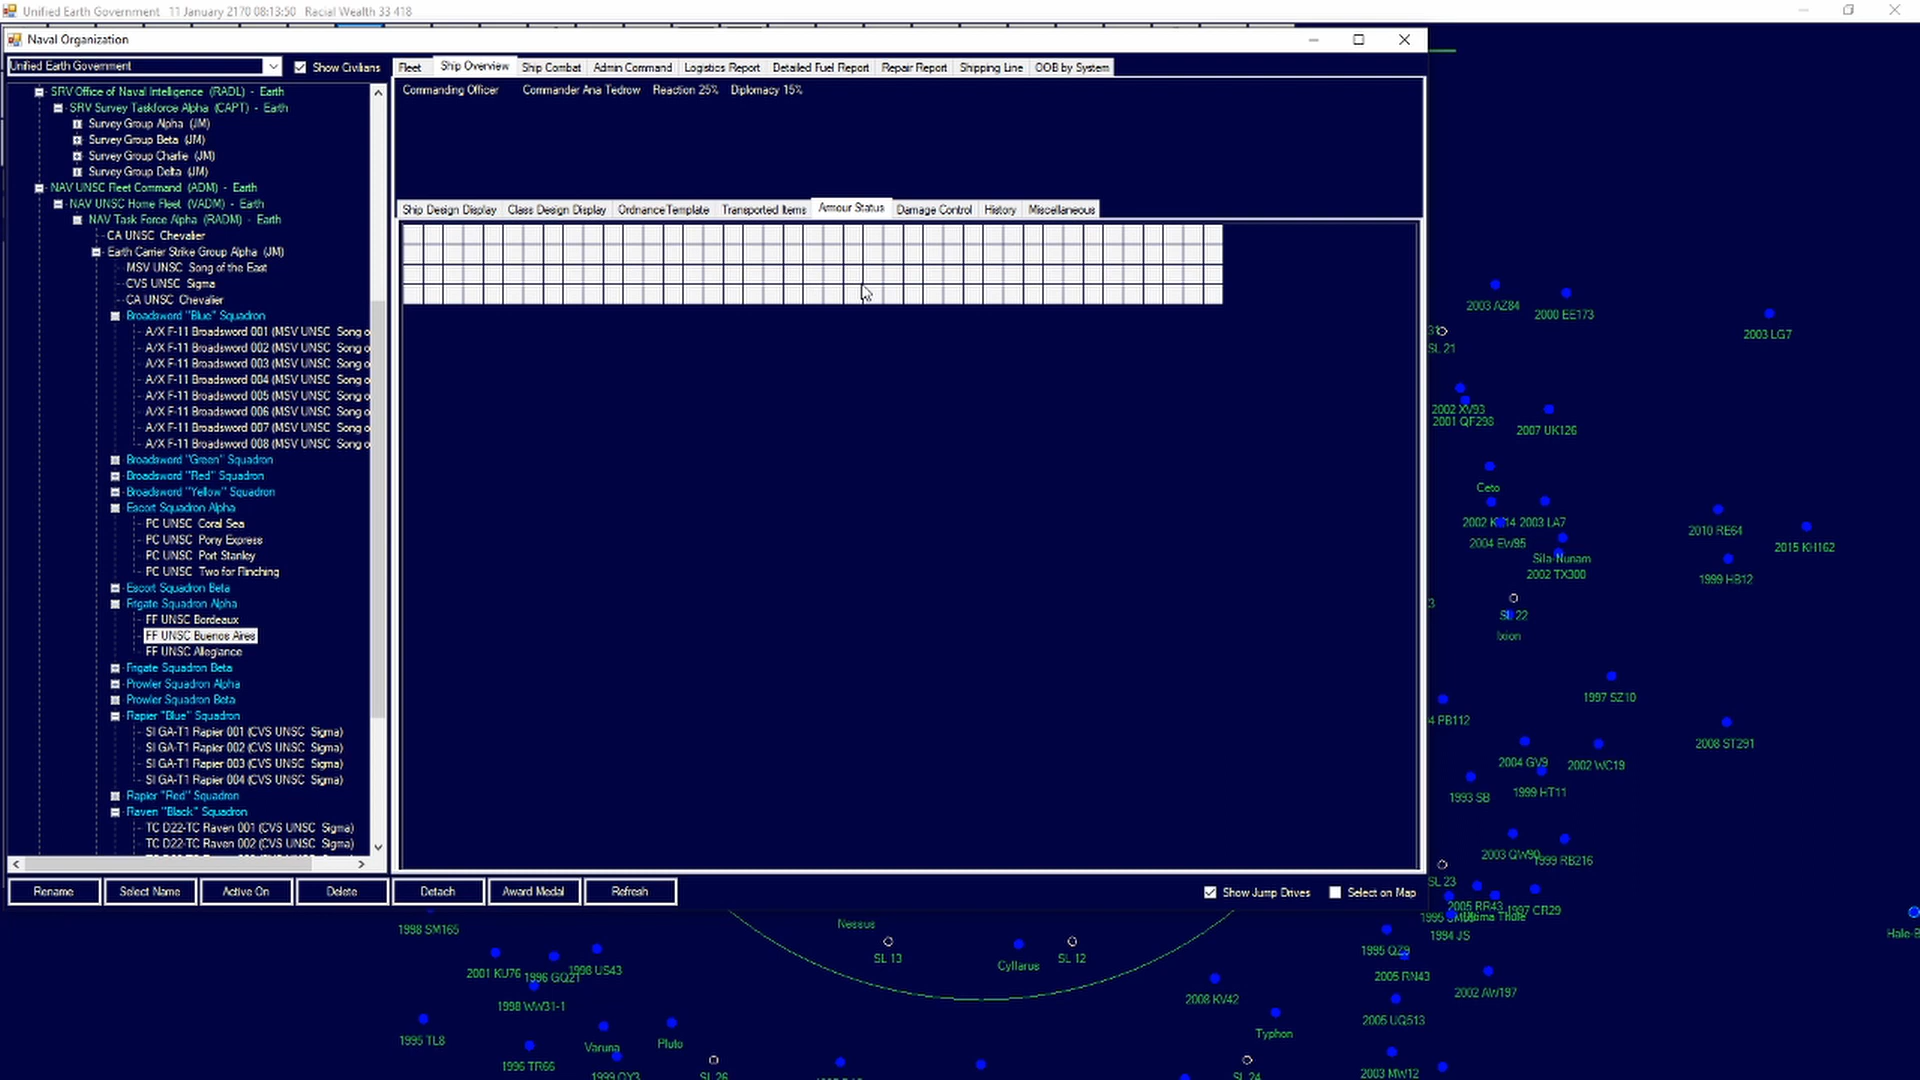 Unified Earth Government   11 January 2170 08:13:50   Racial Wealth 33 418
Naval Organization
Unified Earth Government
Show Civilians
Fleet   Ship Overview   Ship Combat   Admin Command   Logistics Report   Detailed Fuel Report   Repair Report   Shipping Line   OOB by System
Commanding Officer   Commander Ana Tedrow   Reaction 25%   Diplomacy 15%
Ship Design Display   Class Design Display   Ordnance Template   Transported Items   Armour Status   Damage Control   History   Miscellaneous
SRV Office of Naval Intelligence (RADL) - Earth
SRV Survey Taskforce Alpha (CAPT) - Earth
Survey Group Alpha (JM)
Survey Group Beta (JM)
Survey Group Charlie (JM)
Survey Group Delta (JM)
NAV UNSC Fleet Command (ADM) - Earth
NAV UNSC Home Fleet (VADM) - Earth
NAV Task Force Alpha (RADM) - Earth
CA UNSC Chevalier
Earth Carrier Strike Group Alpha (JM)
MSV UNSC Song of the East
CVS UNSC Sigma
CA UNSC Chevalier
Broadsword "Blue" Squadron
A/X F-11 Broadsword 001 (MSV UNSC Song o
A/X F-11 Broadsword 002 (MSV UNSC Song o
A/X F-11 Broadsword 003 (MSV UNSC Song o
A/X F-11 Broadsword 004 (MSV UNSC Song o
A/X F-11 Broadsword 005 (MSV UNSC Song o
A/X F-11 Broadsword 006 (MSV UNSC Song o
A/X F-11 Broadsword 007 (MSV UNSC Song o
A/X F-11 Broadsword 008 (MSV UNSC Song o
Broadsword "Green" Squadron
Broadsword "Red" Squadron
Broadsword "Yellow" Squadron
Escort Squadron Alpha
PC UNSC Coral Sea
PC UNSC Pony Express
PC UNSC Port Stanley
PC UNSC Two for Flinching
Escort Squadron Beta
Frigate Squadron Alpha
FF UNSC Bordeaux
FF UNSC Buenos Aires
FF UNSC Allegiance
Frigate Squadron Beta
Prowler Squadron Alpha
Prowler Squadron Beta
Rapier "Blue" Squadron
SI GA-T1 Rapier 001 (CVS UNSC Sigma)
SI GA-T1 Rapier 002 (CVS UNSC Sigma)
SI GA-T1 Rapier 003 (CVS UNSC Sigma)
SI GA-T1 Rapier 004 (CVS UNSC Sigma)
Rapier "Red" Squadron
Raven "Black" Squadron
TC D22-TC Raven 001 (CVS UNSC Sigma)
TC D22-TC Raven 002 (CVS UNSC Sigma)
Rename   Select Name   Active On   Delete   Detach   Award Medal   Refresh
Show Jump Drives   Select on Map
2003 AZ84
2000 EE173
2003 LG7
SL 21
2002 XV93
2001 QF298
2007 UK126
Ceto
2003 LA7
2004 EW95
2010 RE64
2015 KH162
Sila-Nunam
2002 TX300
1999 HB12
SL 22
Ixion
1997 SZ10
4 PB112
2008 ST291
2004 GV9
2002 WC19
1993 SB
1999 HT11
2003 QW90
1999 RB216
SL 23
2005 RR43
1997 CR29
Ultima Thule
1994 JS
Hale-B
1998 SM165
Nessus
SL 13
Cyllarus
SL 12
1995 QZ9
2005 RN43
2001 KU76
1996 GQ21
1998 US43
2008 KV42
2002 AW197
1998 WW31-1
2005 UQ513
1995 TL8
Varuna
Pluto
Typhon
1996 TR66
1999 OY3
SL 26
SL 24
2003 MW12